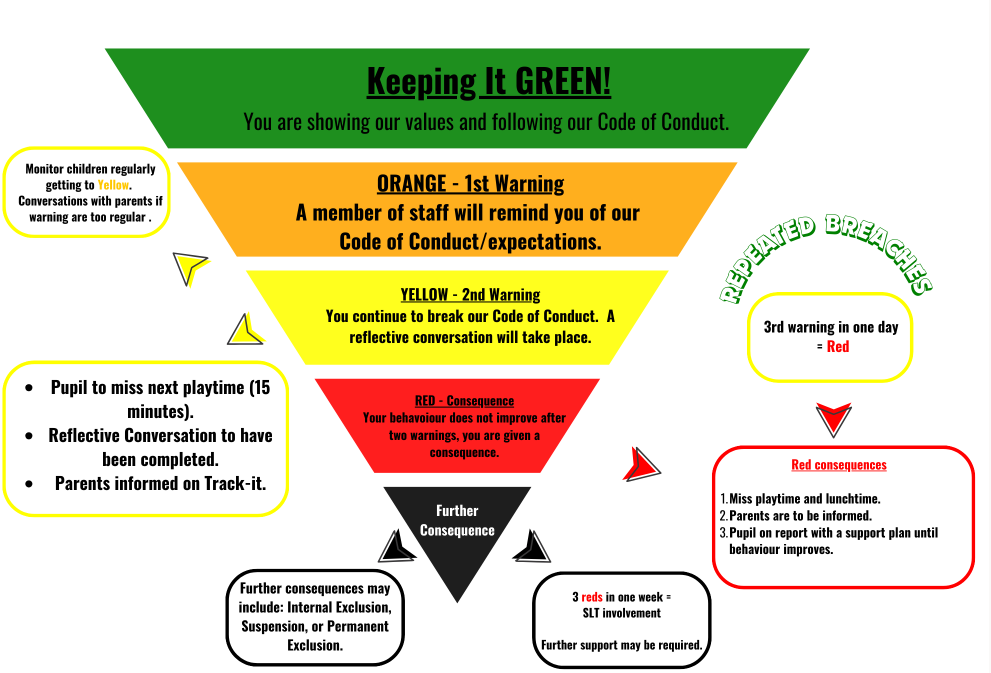 Keeping It GREEN!
You are showing our values and following our Code of Conduct.
Monitor children regularly
getting to Yellow.
Conversations with parents if
warning are too regular .
ORANGE - 1st Warning
A member of staff will remind you of our
Code of Conduct/expectations.
REPEATED BREACHES
YELLOW - 2nd Warning
You continue to break our Code of Conduct. A
reflective conversation will take place.
3rd warning in one day
= Red
• Pupil to miss next playtime (15
minutes).
• Reflective Conversation to have
been completed.
• Parents informed on Track-it.
RED - Consequence
Your behavoiour does not improve after
two warnings, you are given a
consequence.
Red consequences
1. Miss playtime and lunchtime.
2. Parents are to be informed.
3. Pupil on report with a support plan until
behaviour improves.
Further
Consequence
Further consequences may
include: Internal Exclusion,
Suspension, or Permanent
Exclusion.
3 reds in one week =
SLT involvement
Further support may be required.